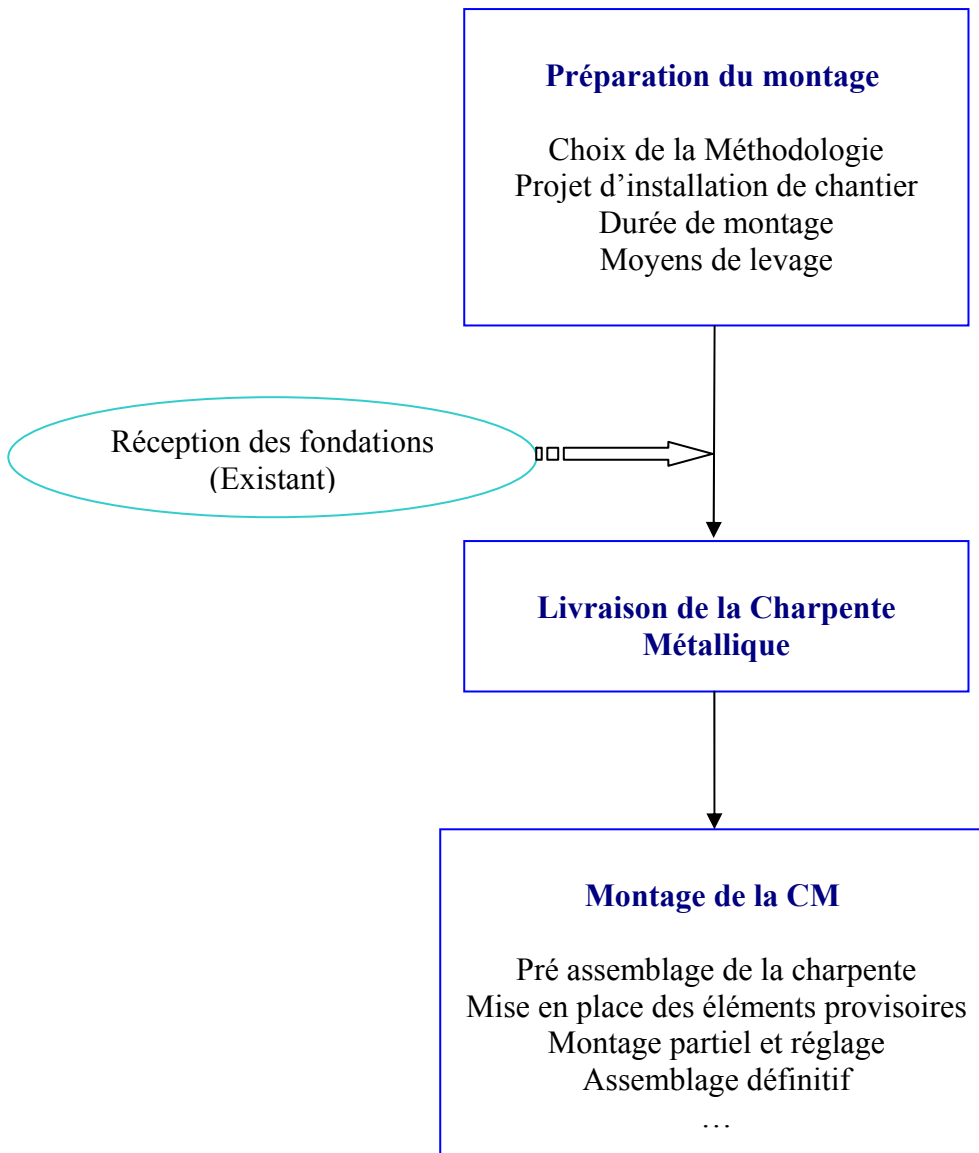 Préparation du montage
Choix de la Méthodologie
Projet d’installation de chantier
Durée de montage
Moyens de levage
Réception des fondations
(Existant)
Livraison de la Charpente
Métallique
Montage de la CM
Pré assemblage de la charpente
Mise en place des éléments provisoires
Montage partiel et réglage
Assemblage définitif
…